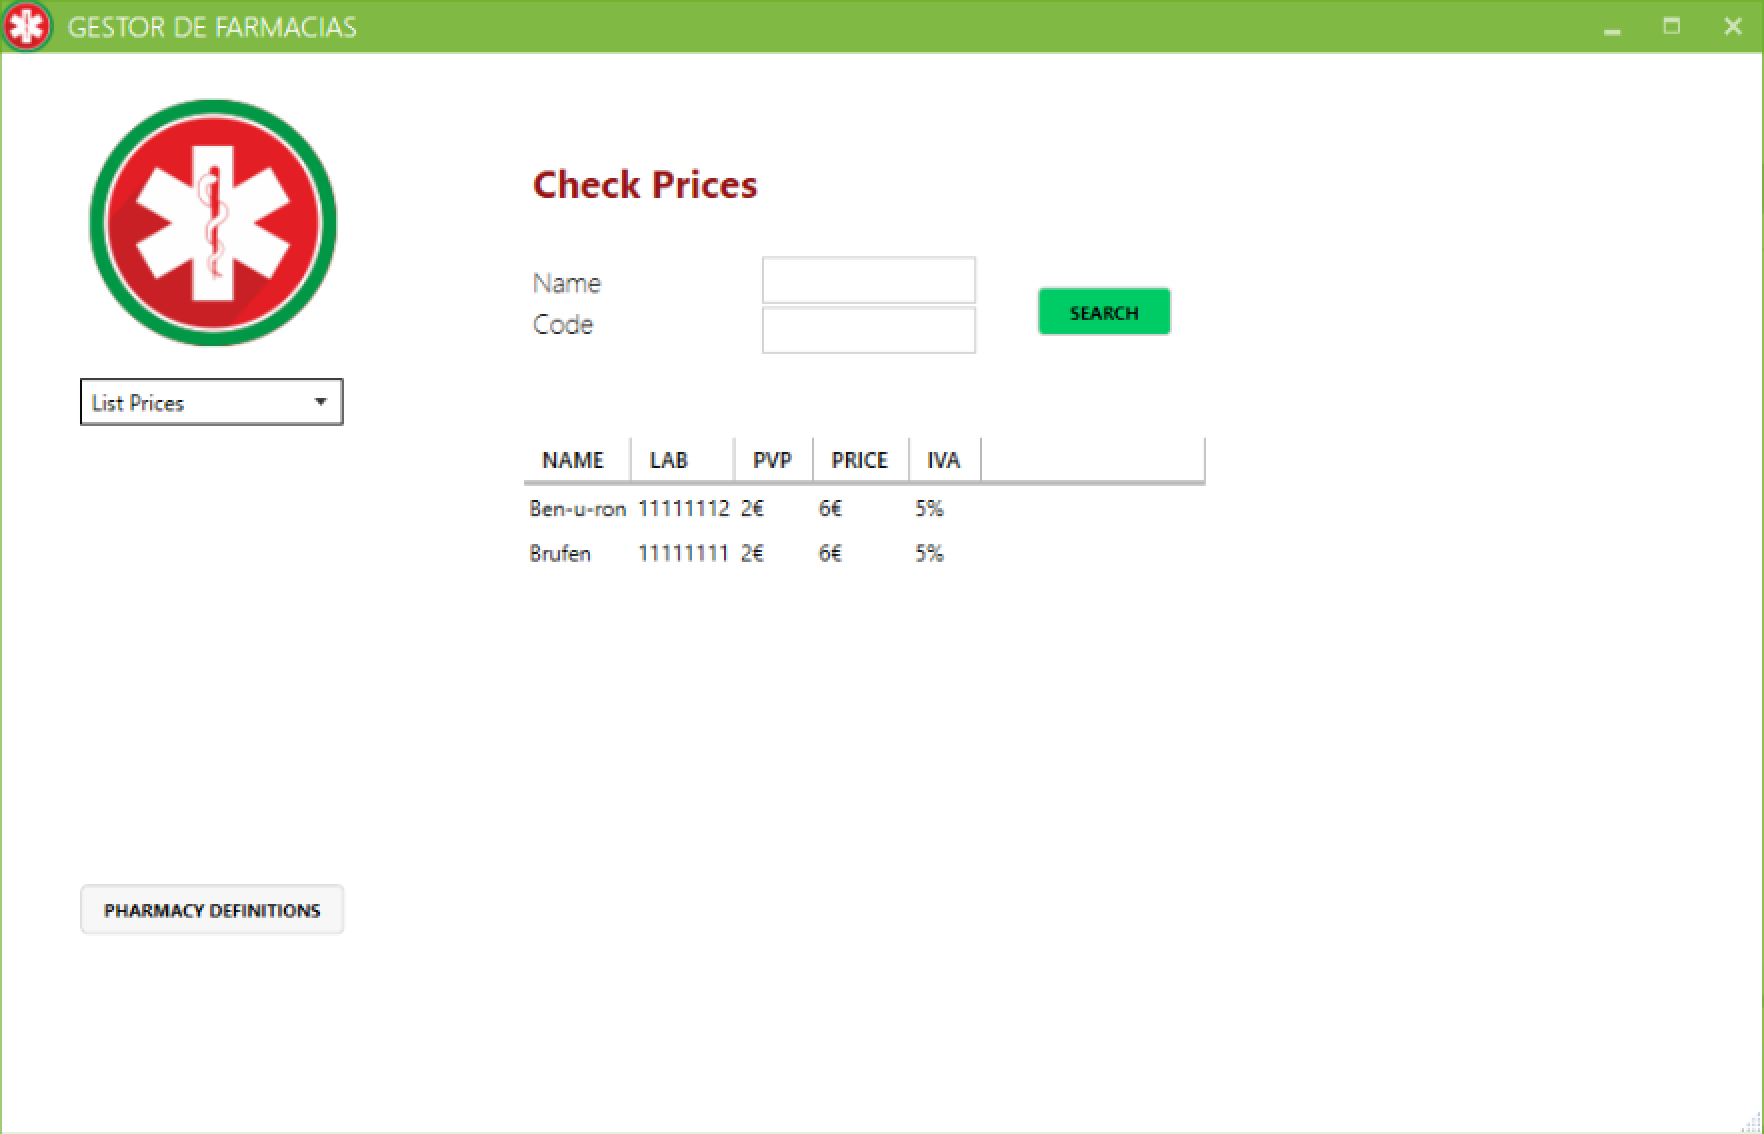 GESTOR DE FARMACIAS
Check Prices
Name
Code
SEARCH
List Prices
NAME LAB PVP PRICE IVA
Ben-u-ron 11111112 2€ 6€ 5%
Brufen 11111111 2€ 6€ 5%
PHARMACY DEFINITIONS